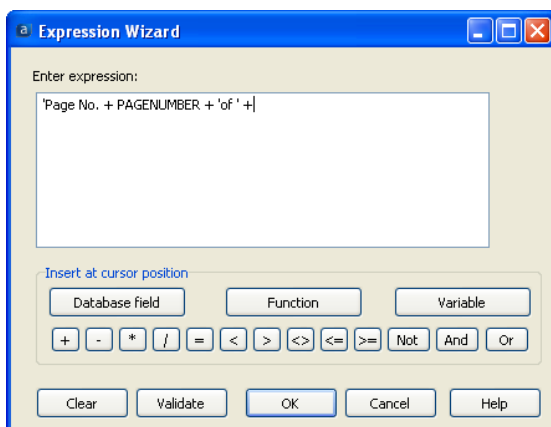 a Expression Wizard
Enter expression:
'Page No. + PAGENUMBER + 'of ' +
Insert at cursor position
Database field Function Variable
+ - * / = < > <> <= >= Not And Or
Clear Validate OK Cancel Help